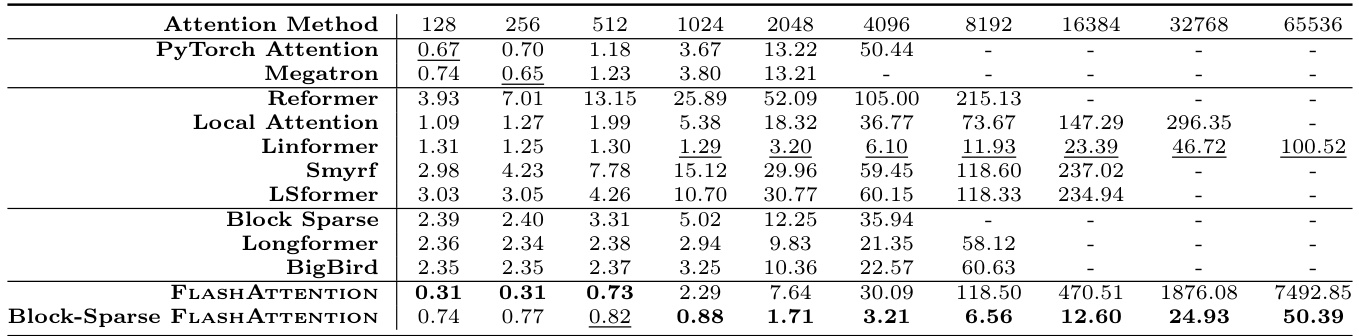 Attention Method 128 256 512 1024 2048 4096 8192 16384 32768 65536
PyTorch Attention 0.67 0.70 1.18 3.67 13.22 50.44 - - - -
Megatron 0.74 0.65 1.23 3.80 13.21 - - - - -
Reformer 3.93 7.01 13.15 25.89 52.09 105.00 215.13 - - -
Local Attention 1.09 1.27 1.99 5.38 18.32 36.77 73.67 147.29 296.35 -
Linformer 1.31 1.25 1.30 1.29 3.20 6.10 11.93 23.39 46.72 100.52
Smyrf 2.98 4.23 7.78 15.12 29.96 59.45 118.60 237.02 - -
LSformer 3.03 3.05 4.26 10.70 30.77 60.15 118.33 234.94 - -
Block Sparse 2.39 2.40 3.31 5.02 12.25 35.94 - - - -
Longformer 2.36 2.34 2.38 2.94 9.83 21.35 58.12 - - -
BigBird 2.35 2.35 2.37 3.25 10.36 22.57 60.63 - - -
FlashAttention 0.31 0.31 0.73 2.29 7.64 30.09 118.50 470.51 1876.08 7492.85
Block-Sparse FlashAttention 0.74 0.77 0.82 0.88 1.71 3.21 6.56 12.60 24.93 50.39